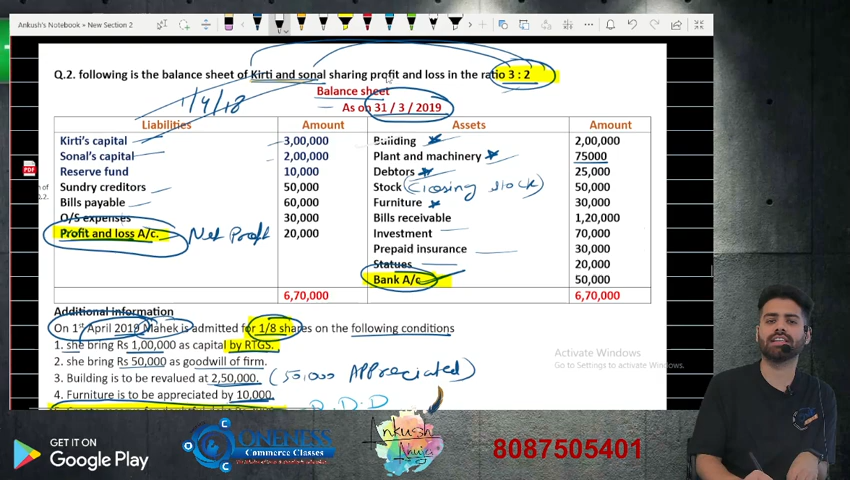 Ankush's Notebook » New Section 2
Q.2. following is the balance sheet of Kirti and sonal sharing profit and loss in the ratio 3 : 2
Balance sheet
1/4/18
As on 31 / 3 / 2019
Liabilities Amount Assets Amount
Kirti's capital 3,00,000 Building 2,00,000
Sonal's capital 2,00,000 Plant and machinery 75000
Reserve fund 10,000 Debtors 25,000
Sundry creditors 50,000 Stock (closing stock) 50,000
Bills payable 60,000 Furniture 30,000
O/S expenses 30,000 Bills receivable 1,20,000
Profit and loss A/c. Net Profit 20,000 Investment 70,000
Prepaid insurance 30,000
Statues 20,000
Bank A/c 50,000
6,70,000 6,70,000
Additional information
On 1st April 2019 Mahek is admitted for 1/8 shares on the following conditions
1. she bring Rs 1,00,000 as capital by RTGS.
2. she bring Rs 50,000 as goodwill of firm.
3. Building is to be revalued at 2,50,000. (50,000 Appreciated)
4. Furniture is to be appreciated by 10,000.
R.D.D
Activate Windows
Go to Settings to activate Windows.
PDF
GET IT ON
Google Play
ONENESS
Commerce Classes
Ankush
Ahuja
8087505401